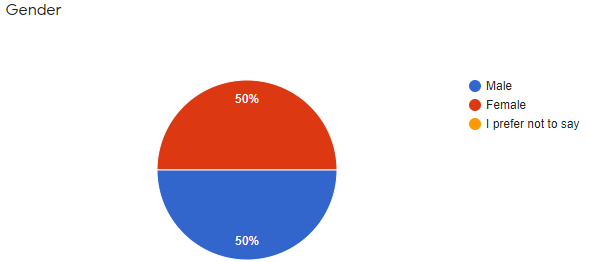 Gender
50%
50%
Male
Female
I prefer not to say